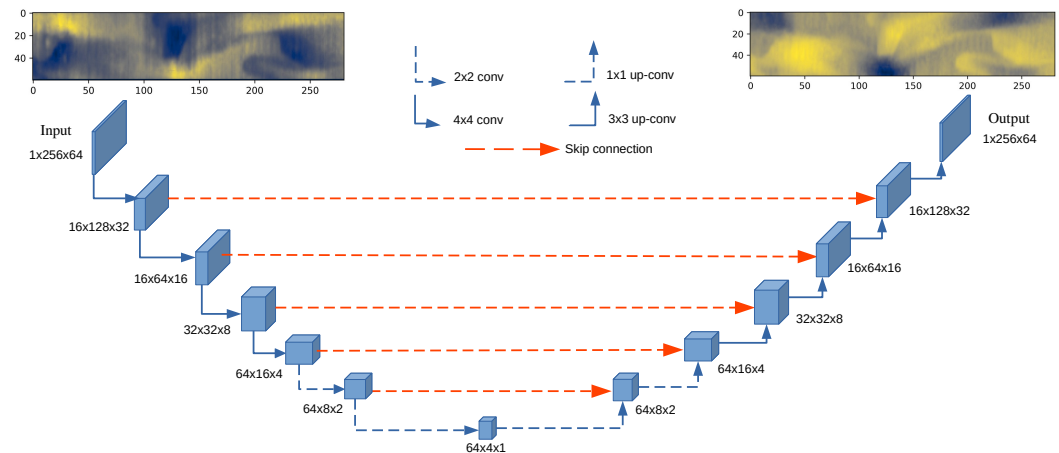 0
20
40
0
50
100
150
200
250
0
20
40
0
50
100
150
200
250
2x2 conv
1x1 up-conv
4x4 conv
3x3 up-conv
Skip connection
Input
1x256x64
Output
1x256x64
16x128x32
16x128x32
16x64x16
16x64x16
32x32x8
32x32x8
64x16x4
64x16x4
64x8x2
64x8x2
64x4x1